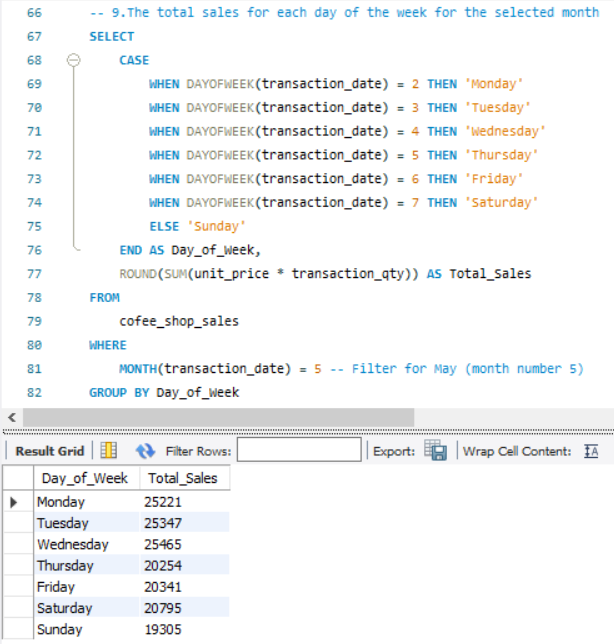 66 -- 9.The total sales for each day of the week for the selected month
67 SELECT
68 CASE
69 WHEN DAYOFWEEK(transaction_date) = 2 THEN 'Monday'
70 WHEN DAYOFWEEK(transaction_date) = 3 THEN 'Tuesday'
71 WHEN DAYOFWEEK(transaction_date) = 4 THEN 'Wednesday'
72 WHEN DAYOFWEEK(transaction_date) = 5 THEN 'Thursday'
73 WHEN DAYOFWEEK(transaction_date) = 6 THEN 'Friday'
74 WHEN DAYOFWEEK(transaction_date) = 7 THEN 'Saturday'
75 ELSE 'Sunday'
76 END AS Day_of_Week,
77 ROUND(SUM(unit_price * transaction_qty)) AS Total_Sales
78 FROM
79 cofee_shop_sales
80 WHERE
81 MONTH(transaction_date) = 5 -- Filter for May (month number 5)
82 GROUP BY Day_of_Week
Result Grid Filter Rows: Export: Wrap Cell Content: IA
Day_of_Week Total_Sales
Monday 25221
Tuesday 25347
Wednesday 25465
Thursday 20254
Friday 20341
Saturday 20795
Sunday 19305